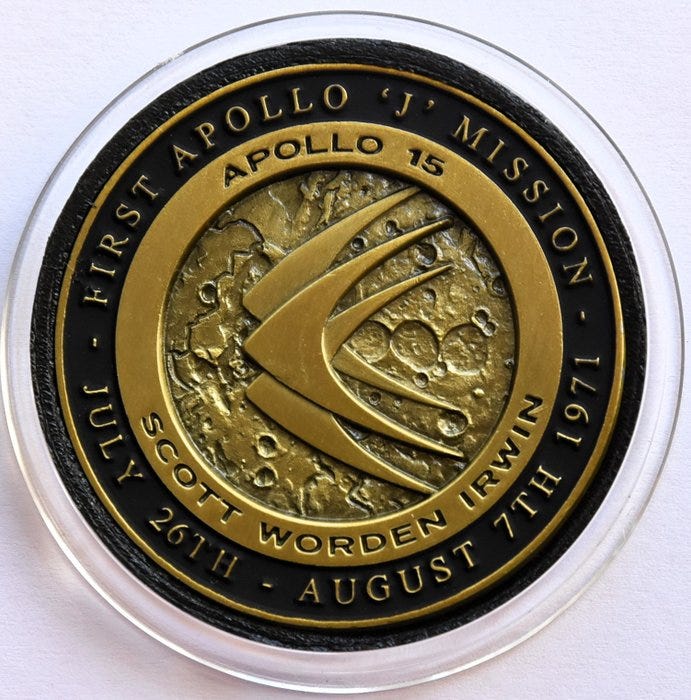 - FIRST APOLLO 'J' MISSION -
JULY 26TH - AUGUST 7TH 1971
APOLLO 15
SCOTT WORDEN IRWIN